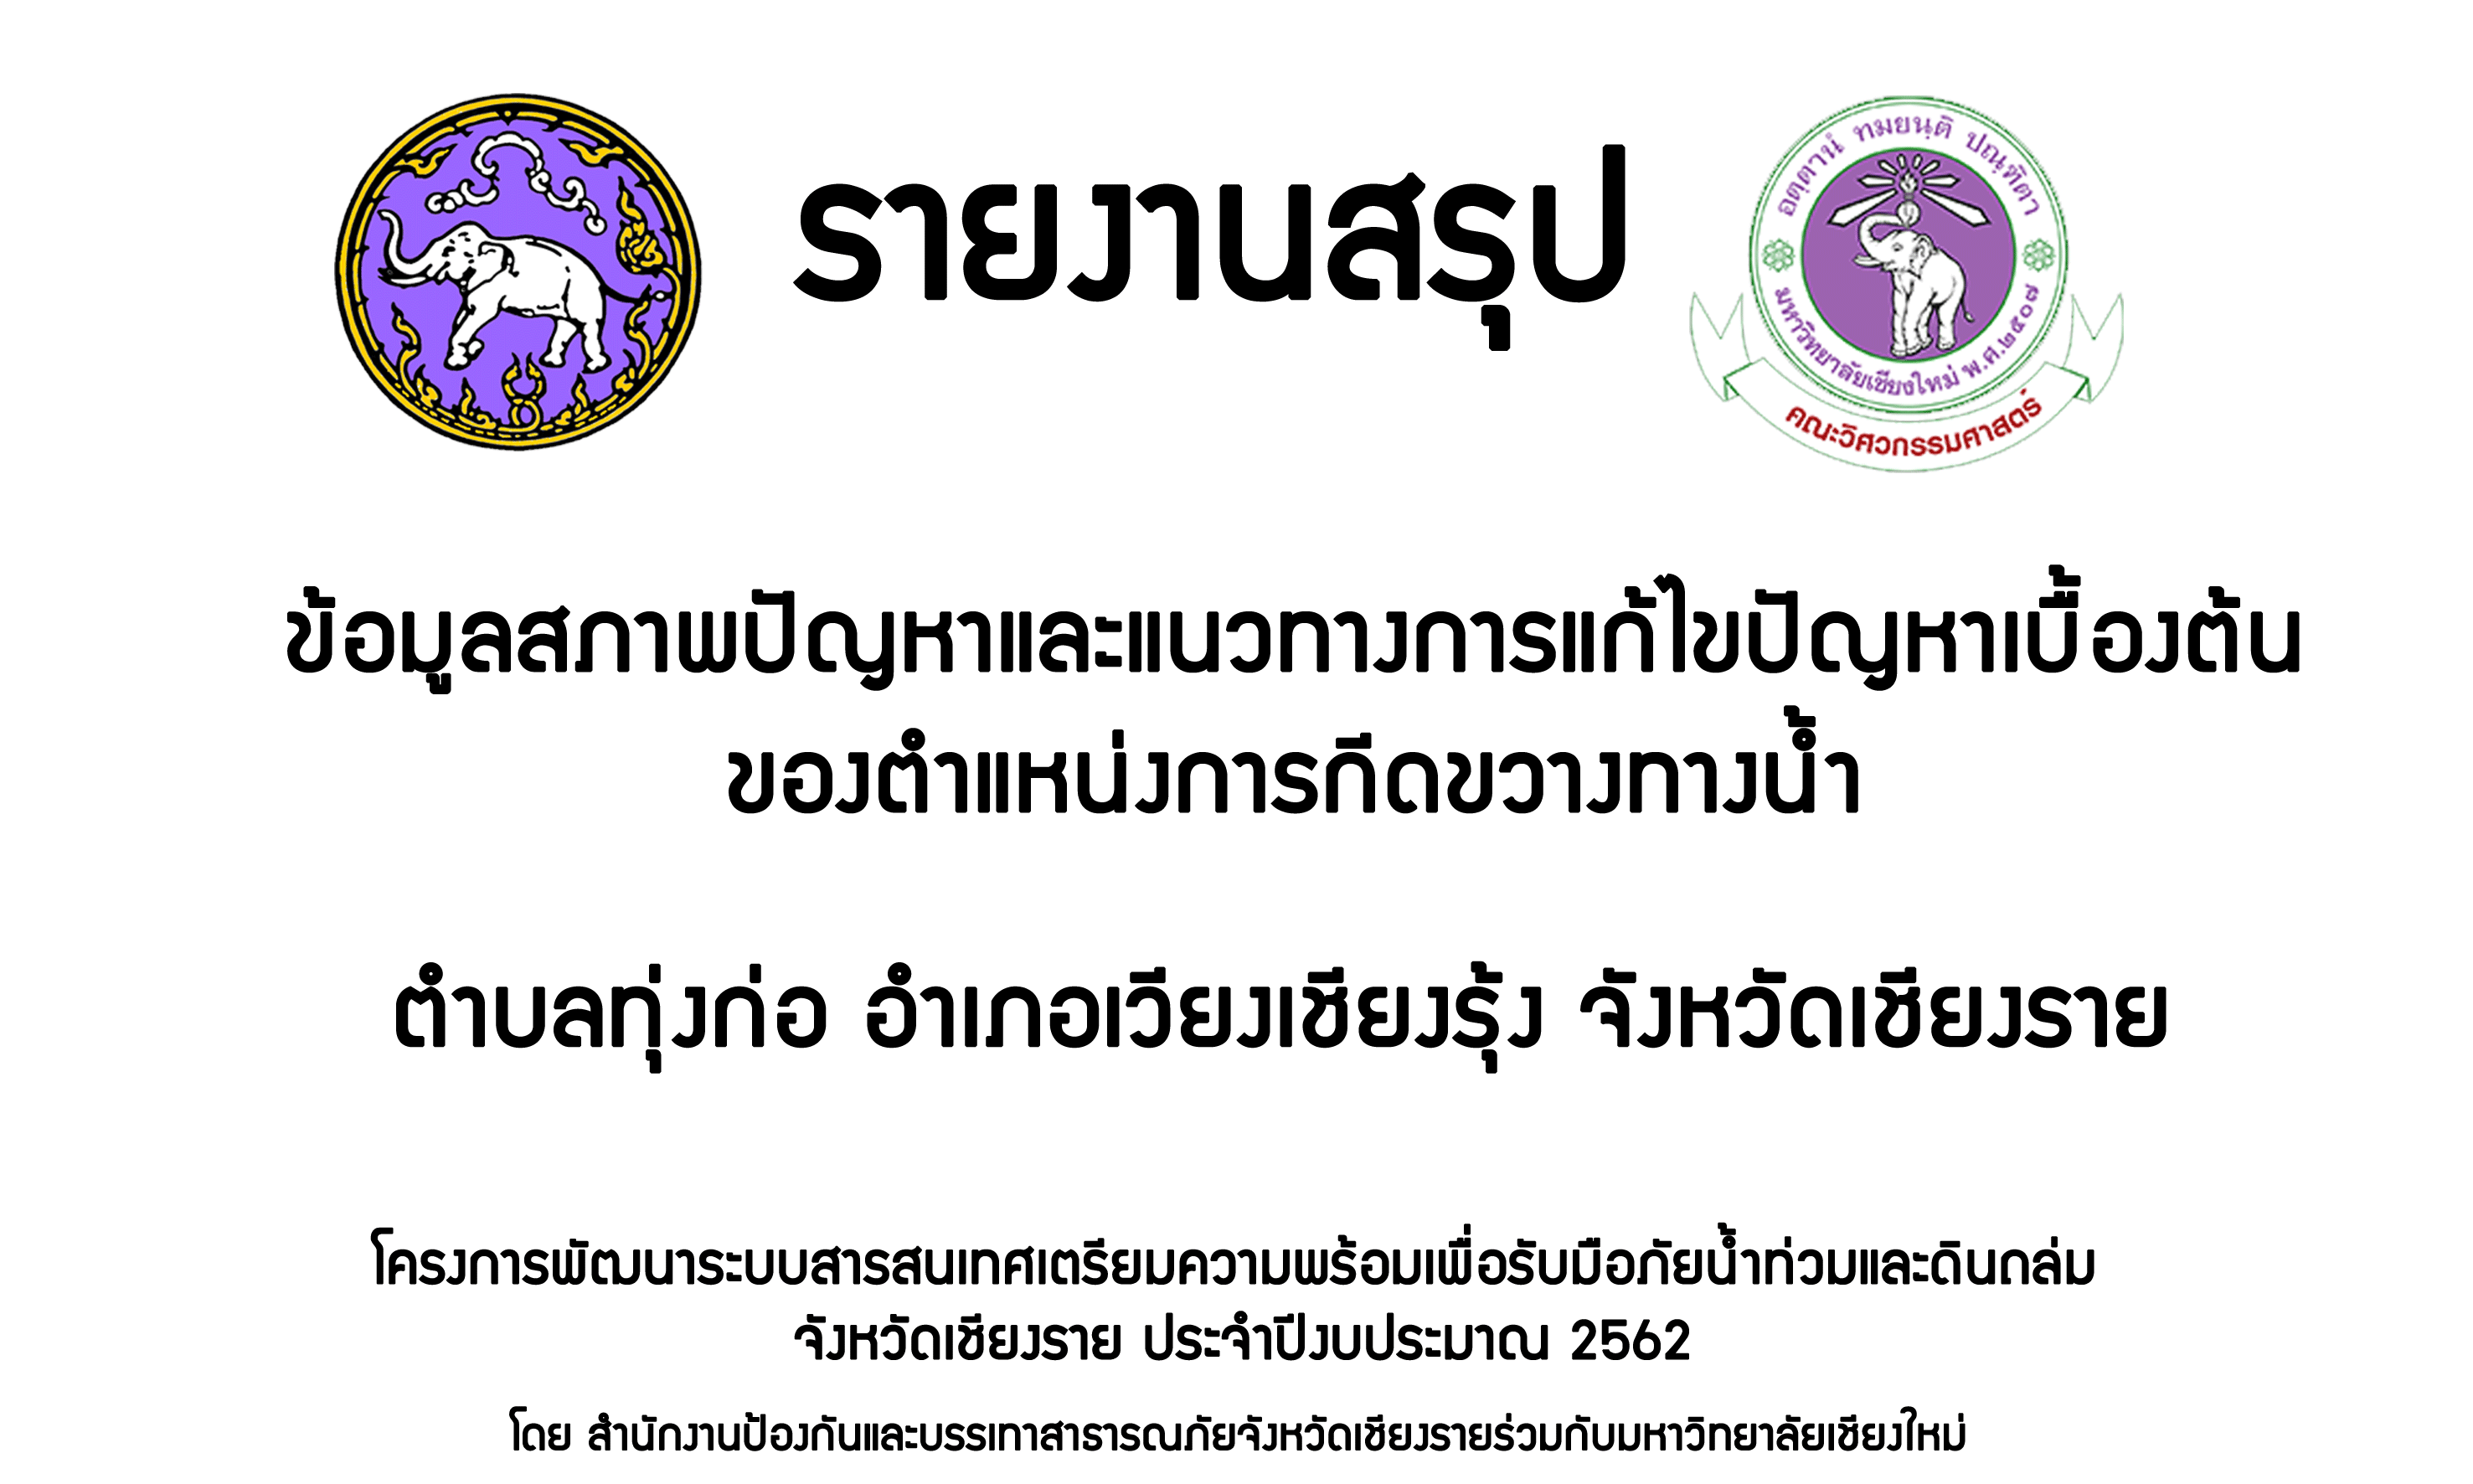 รายงานสรุป
อตฺตานํ ทมยนฺติ ปณฺฑิตา
มหาวิทยาลัยเชียงใหม่ พ.ศ.๒๕๐๗
คณะวิศวกรรมศาสตร์
ข้อมูลสภาพปัญหาและแนวทางการแก้ไขปัญหาเบื้องต้น
ของตำแหน่งการกีดขวางทางน้ำ
ตำบลทุ่งก่อ อำเภอเวียงเชียงรุ้ง จังหวัดเชียงราย
โครงการพัฒนาระบบสารสนเทศเตรียมความพร้อมเพื่อรับมือภัยน้ำท่วมและดินถล่ม
จังหวัดเชียงราย ประจำปีงบประมาณ 2562
โดย สำนักงานป้องกันและบรรเทาสาธารณภัยจังหวัดเชียงรายร่วมกับมหาวิทยาลัยเชียงใหม่